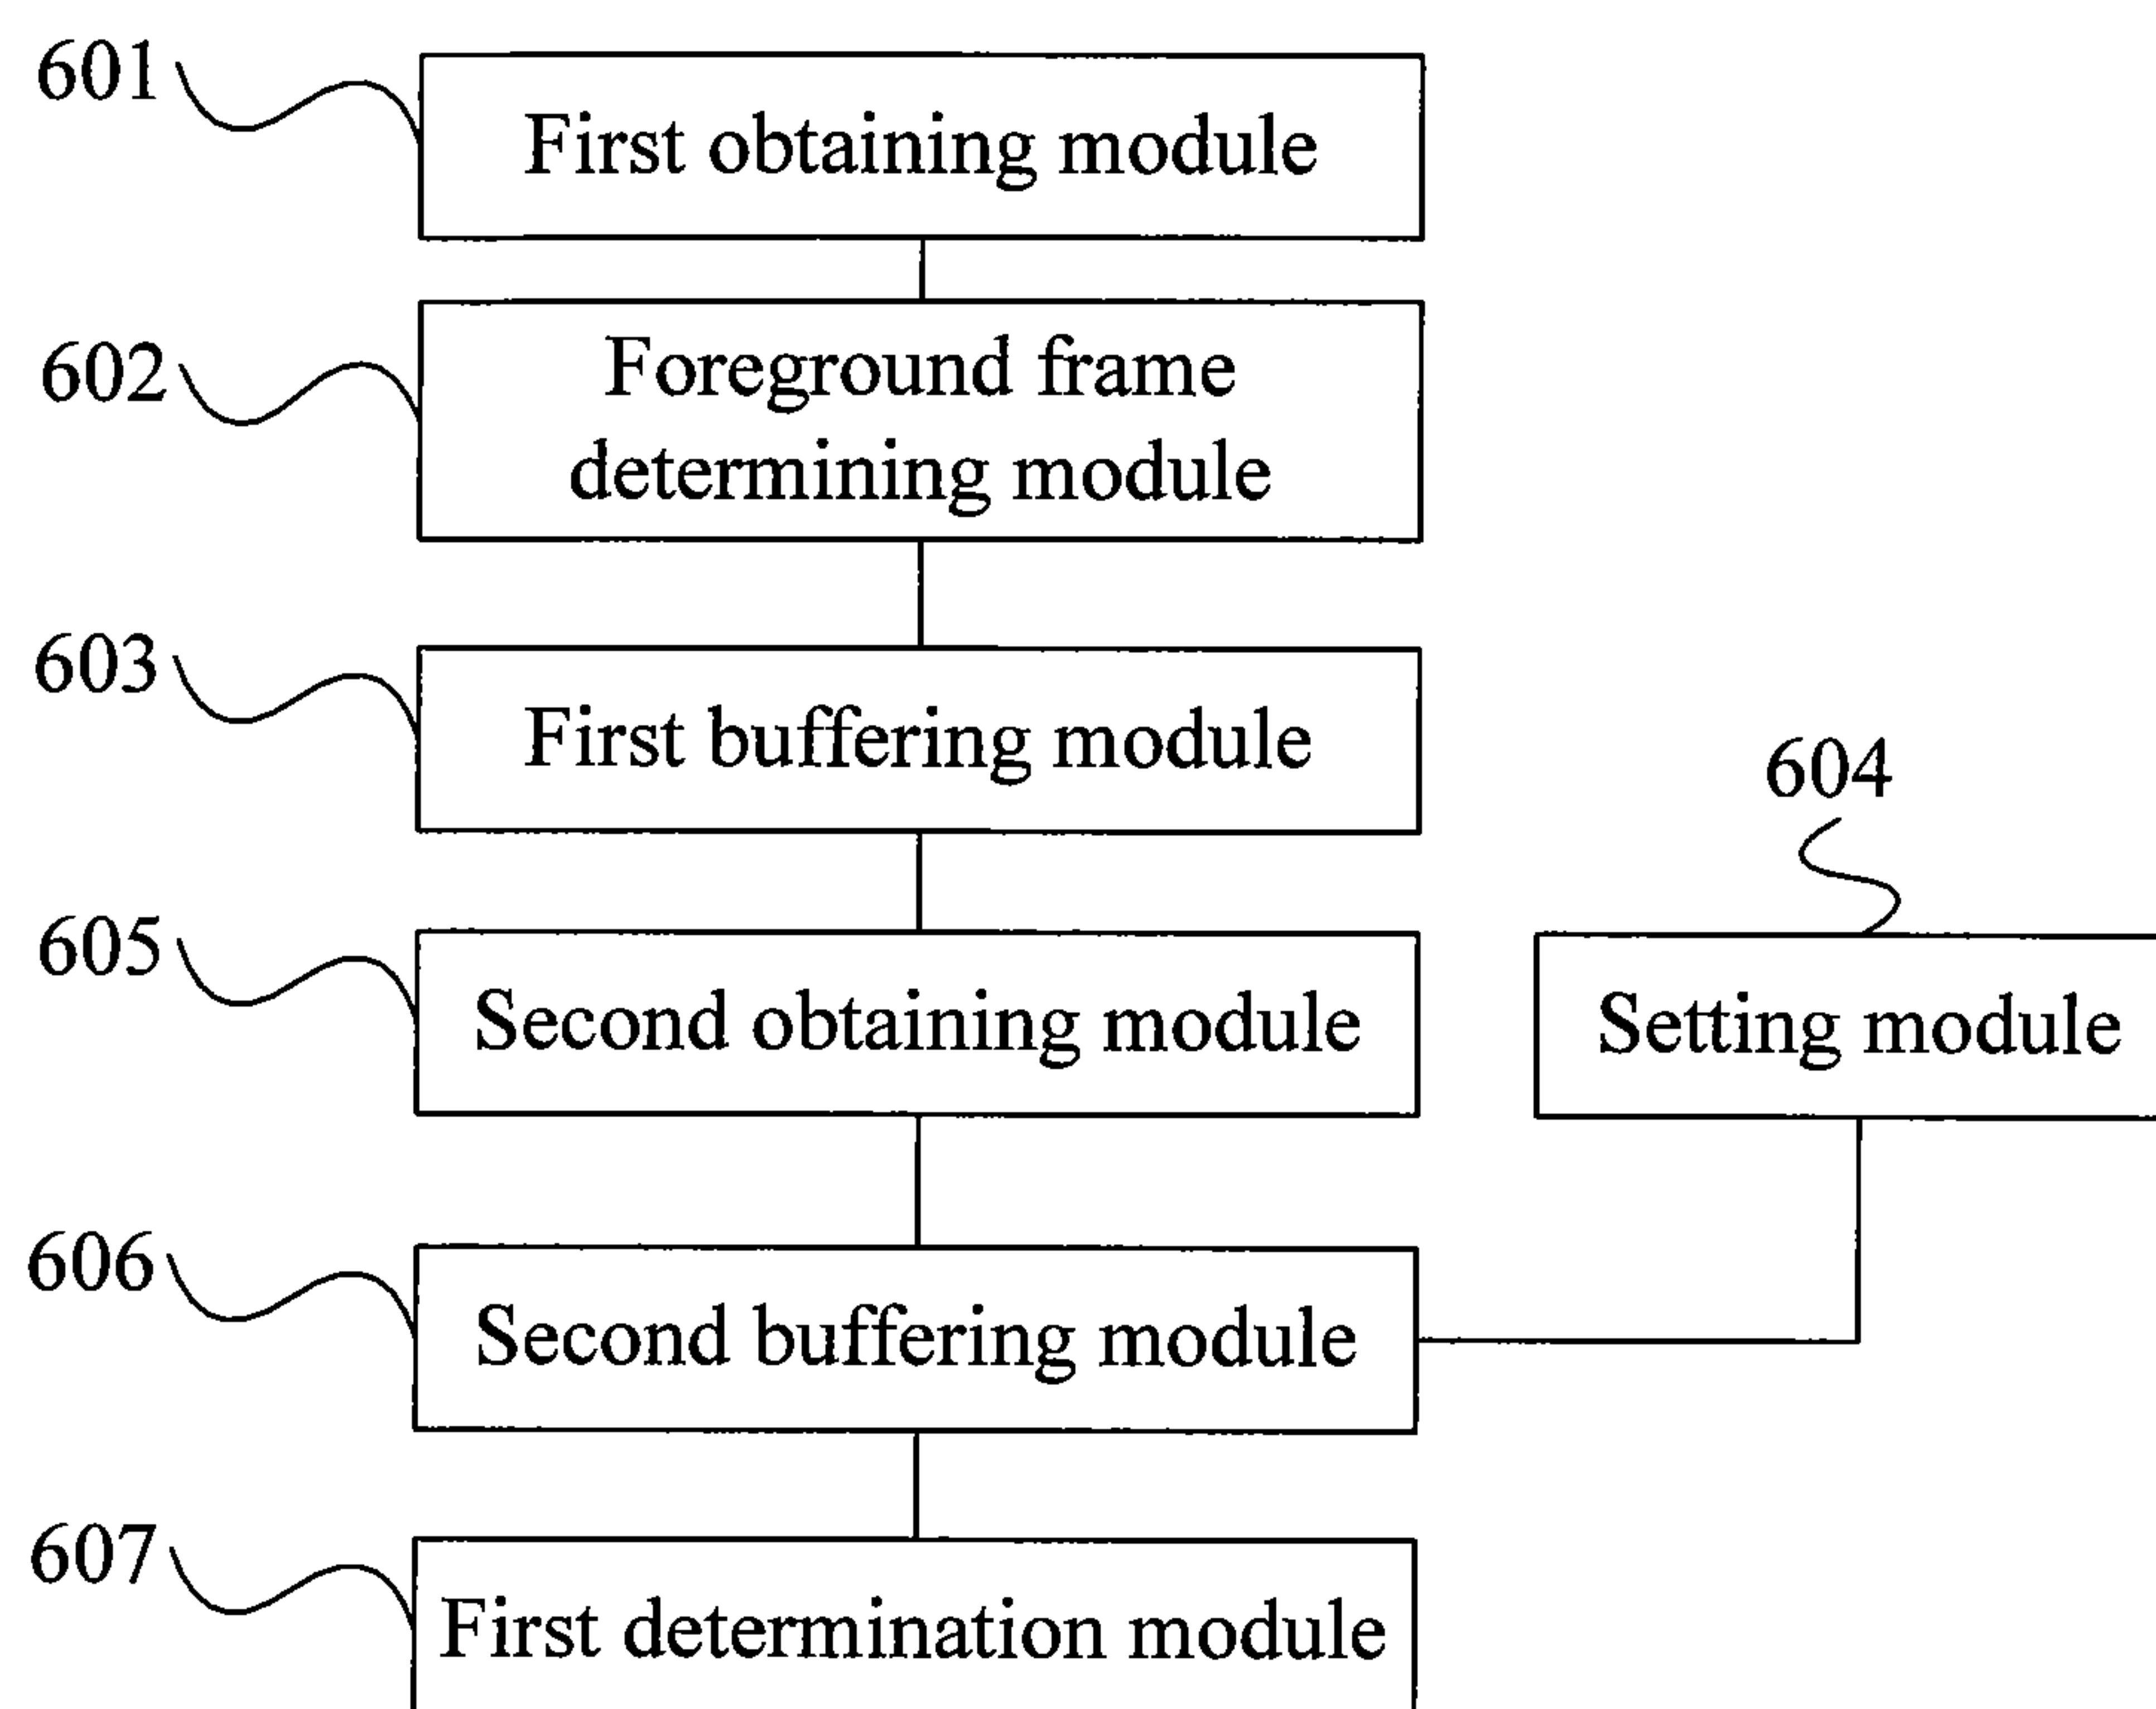 601
First obtaining module
602
Foreground frame
determining module
603
First buffering module
604
605
Second obtaining module
Setting module
606
Second buffering module
607
First determination module